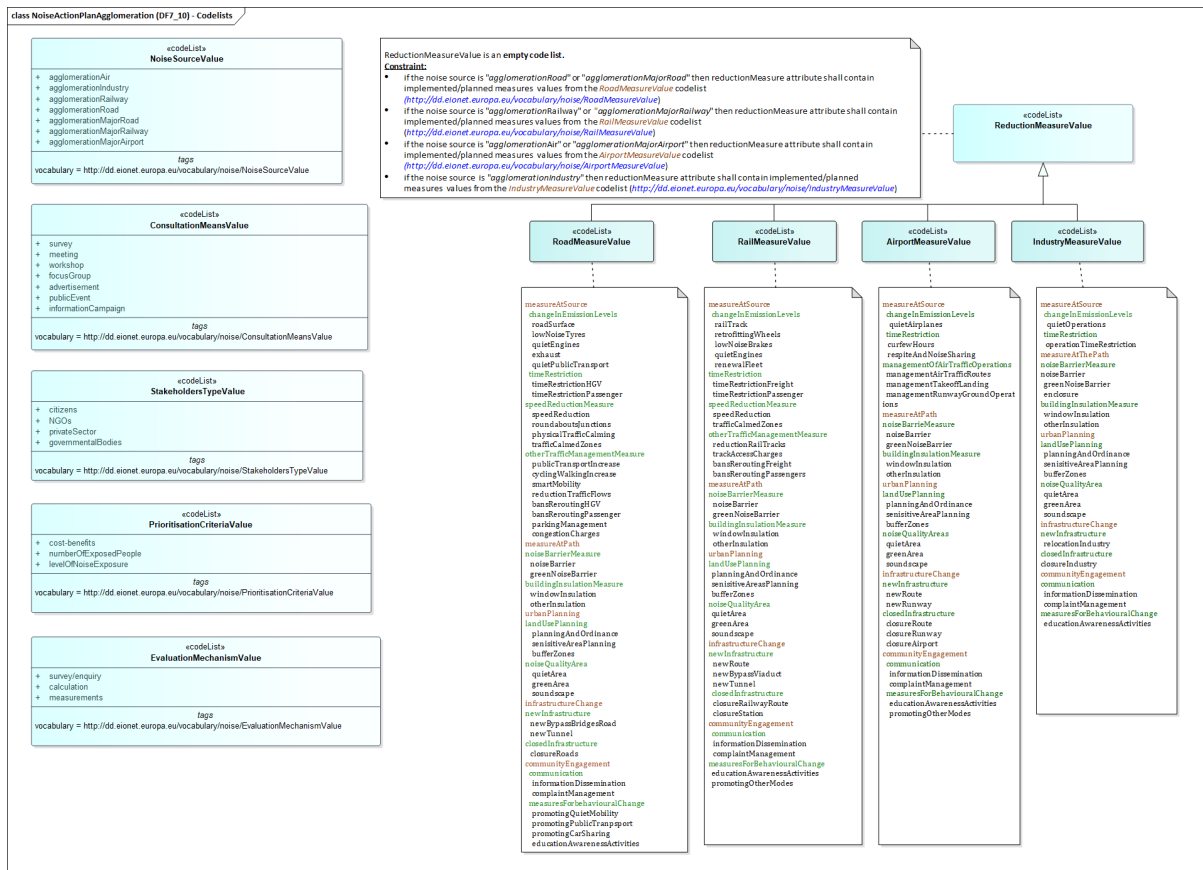 class NoiseActionPlanAgglomeration (DF7_10) - Codelists
«codeList»
NoiseSourceValue
+ agglomerationAir
+ agglomerationIndustry
+ agglomerationRailway
+ agglomerationRoad
+ agglomerationMajorRoad
+ agglomerationMajorRailway
+ agglomerationMajorAirport
tags
vocabulary = http://dd.eionet.europa.eu/vocabulary/noise/NoiseSourceValue
«codeList»
ConsultationMeansValue
+ survey
+ meeting
+ workshop
+ focusGroup
+ advertisement
+ publicEvent
+ informationCampaign
tags
vocabulary = http://dd.eionet.europa.eu/vocabulary/noise/ConsultationMeansValue
«codeList»
StakeholdersTypeValue
+ citizens
+ NGOs
+ privateSector
+ governmentalBodies
tags
vocabulary = http://dd.eionet.europa.eu/vocabulary/noise/StakeholdersTypeValue
«codeList»
PrioritisationCriteriaValue
+ cost-benefits
+ numberOfExposedPeople
+ levelOfNoiseExposure
tags
vocabulary = http://dd.eionet.europa.eu/vocabulary/noise/PrioritisationCriteriaValue
«codeList»
EvaluationMechanismValue
+ survey/enquiry
+ calculation
+ measurements
tags
vocabulary = http://dd.eionet.europa.eu/vocabulary/noise/EvaluationMechanismValue
ReductionMeasureValue is an empty code list.
Constraint:
• if the noise source is "agglomerationRoad" or "agglomerationMajorRoad" then reductionMeasure attribute shall contain
implemented/planned measures values from the RoadMeasureValue codelist
(http://dd.eionet.europa.eu/vocabulary/noise/RoadMeasureValue)
• if the noise source is "agglomerationRailway" or "agglomerationMajorRailway" then reductionMeasure attribute shall contain
implemented/planned measures values from the RailMeasureValue codelist
(http://dd.eionet.europa.eu/vocabulary/noise/RailMeasureValue)
• if the noise source is "agglomerationAir" or "agglomerationMajorAirport" then reductionMeasure attribute shall contain
implemented/planned measures values from the AirportMeasureValue codelist
(http://dd.eionet.europa.eu/vocabulary/noise/AirportMeasureValue)
• if the noise source is "agglomerationIndustry" then reductionMeasure attribute shall contain implemented/planned
measures values from the IndustryMeasureValue codelist (http://dd.eionet.europa.eu/vocabulary/noise/IndustryMeasureValue)
«codeList»
ReductionMeasureValue
«codeList»
RoadMeasureValue
«codeList»
RailMeasureValue
«codeList»
AirportMeasureValue
«codeList»
IndustryMeasureValue
measureAtSource
changeInEmissionLevels
roadSurface
lowNoiseTyres
quietEngines
exhaust
quietPublicTransport
timeRestriction
timeRestrictionHGV
timeRestrictionPassenger
speedReductionMeasure
speedReduction
roundaboutsJunctions
physicalTrafficCalming
trafficCalmedZones
otherTrafficManagementMeasure
publicTransportIncrease
cyclingWalkingIncrease
smartMobility
reductionTrafficFlows
bansReroutingHGV
bansReroutingPassenger
parkingManagement
congestionCharges
measureAtPath
noiseBarrierMeasure
noiseBarrier
greenNoiseBarrier
buildingInsulationMeasure
windowInsulation
otherInsulation
urbanPlanning
landUsePlanning
planningAndOrdinance
senisitiveAreaPlanning
bufferZones
noiseQualityArea
quietArea
greenArea
soundscape
infrastructureChange
newInfrastructure
newBypassBridgesRoad
newTunnel
closedInfrastructure
closureRoads
communityEngagement
communication
informationDissemination
complaintManagement
measuresForbehaviouralChange
promotingQuietMobility
promotingPublicTranpsport
promotingCarSharing
educationAwarenessActivities
measureAtSource
changeInEmissionLevels
railTrack
retrofittingWheels
lowNoiseBrakes
quietEngines
renewalFleet
timeRestriction
timeRestrictionFreight
timeRestrictionPassenger
speedReductionMeasure
speedReduction
trafficCalmedZones
otherTrafficManagementMeasure
reductionRailTracks
trackAccessCharges
bansReroutingFreight
bansReroutingPassengers
measureAtPath
noiseBarrierMeasure
noiseBarrier
greenNoiseBarrier
buildingInsulationMeasure
windowInsulation
otherInsulation
urbanPlanning
landUsePlanning
planningAndOrdinance
senisitiveAreasPlanning
bufferZones
noiseQualityArea
quietArea
greenArea
soundscape
infrastructureChange
newInfrastructure
newRoute
newBypassViaduct
newTunnel
closedInfrastructure
closureRailwayRoute
closureStation
communityEngagement
communication
informationDissemination
complaintManagement
measuresForBehaviouralChange
educationAwarenessActivities
promotingOtherModes
measureAtSource
changeInEmissionLevels
quietAirplanes
timeRestriction
curfewHours
respiteAndNoiseSharing
managementOfAirTrafficOperations
managementAirTrafficRoutes
managementTakeoffLanding
managementRunwayGroundOperat
ions
measureAtPath
noiseBarrieMeasure
noiseBarrier
greenNoiseBarrier
buildingInsulationMeasure
windowInsulation
otherInsulation
urbanPlanning
landUsePlanning
planningAndOrdinance
senisitiveAreaPlanning
bufferZones
noiseQualityAreas
quietArea
greenArea
soundscape
infrastructureChange
newInfrastructure
newRoute
newRunway
closedInfrastructure
closureRoute
closureRunway
closureAirport
communityEngagement
communication
informationDissemination
complaintManagement
measuresForBehaviouralChange
educationAwarenessActivities
promotingOtherModes
measureAtSource
changeInEmissionLevels
quietOperations
timeRestriction
operationTimeRestriction
measureAtThePath
noiseBarrierMeasure
noiseBarrier
greenNoiseBarrier
enclosure
buildingInsulationMeasure
windowInsulation
otherInsulation
urbanPlanning
landUsePlanning
planningAndOrdinance
senisitiveAreaPlanning
bufferZones
noiseQualityArea
quietArea
greenArea
soundscape
infrastructureChange
newInfrastructure
relocationIndustry
closedInfrastructure
closureIndustry
communityEngagement
communication
informationDissemination
complaintManagement
measuresForBehaviouralChange
educationAwarenessActivities